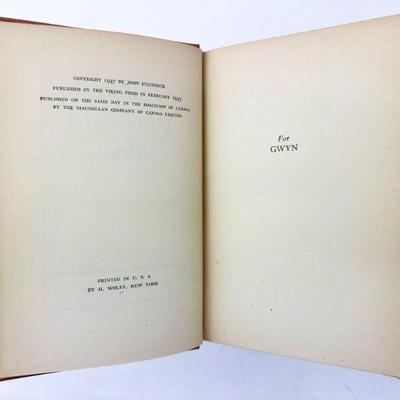 COPYRIGHT 1947 BY JOHN STEINBECK
PUBLISHED BY THE VIKING PRESS IN FEBRUARY 1947
PUBLISHED ON THE SAME DAY IN THE DOMINION OF CANADA
BY THE MACMILLAN COMPANY OF CANADA LIMITED
PRINTED IN U. S. A
BY H. WOLFF, NEW YORK
For
GWYN